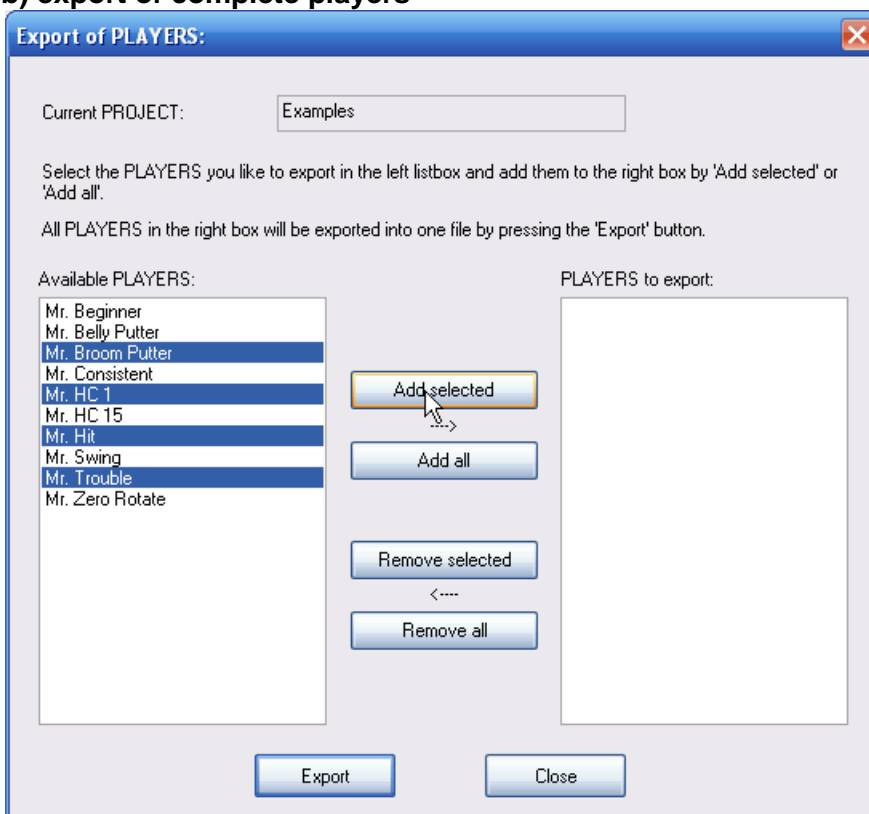 b) export of complete players
Export of PLAYERS:
Current PROJECT: Examples
Select the PLAYERS you like to export in the left listbox and add them to the right box by 'Add selected' or
'Add all'.
All PLAYERS in the right box will be exported into one file by pressing the 'Export' button.
Available PLAYERS:
PLAYERS to export:
Mr. Beginner
Mr. Belly Putter
Mr. Broom Putter
Mr. Consistent
Mr. HC 1
Mr. HC 15
Mr. Hit
Mr. Swing
Mr. Trouble
Mr. Zero Rotate
Add selected
---->
Add all
Remove selected
<----
Remove all
Export
Close